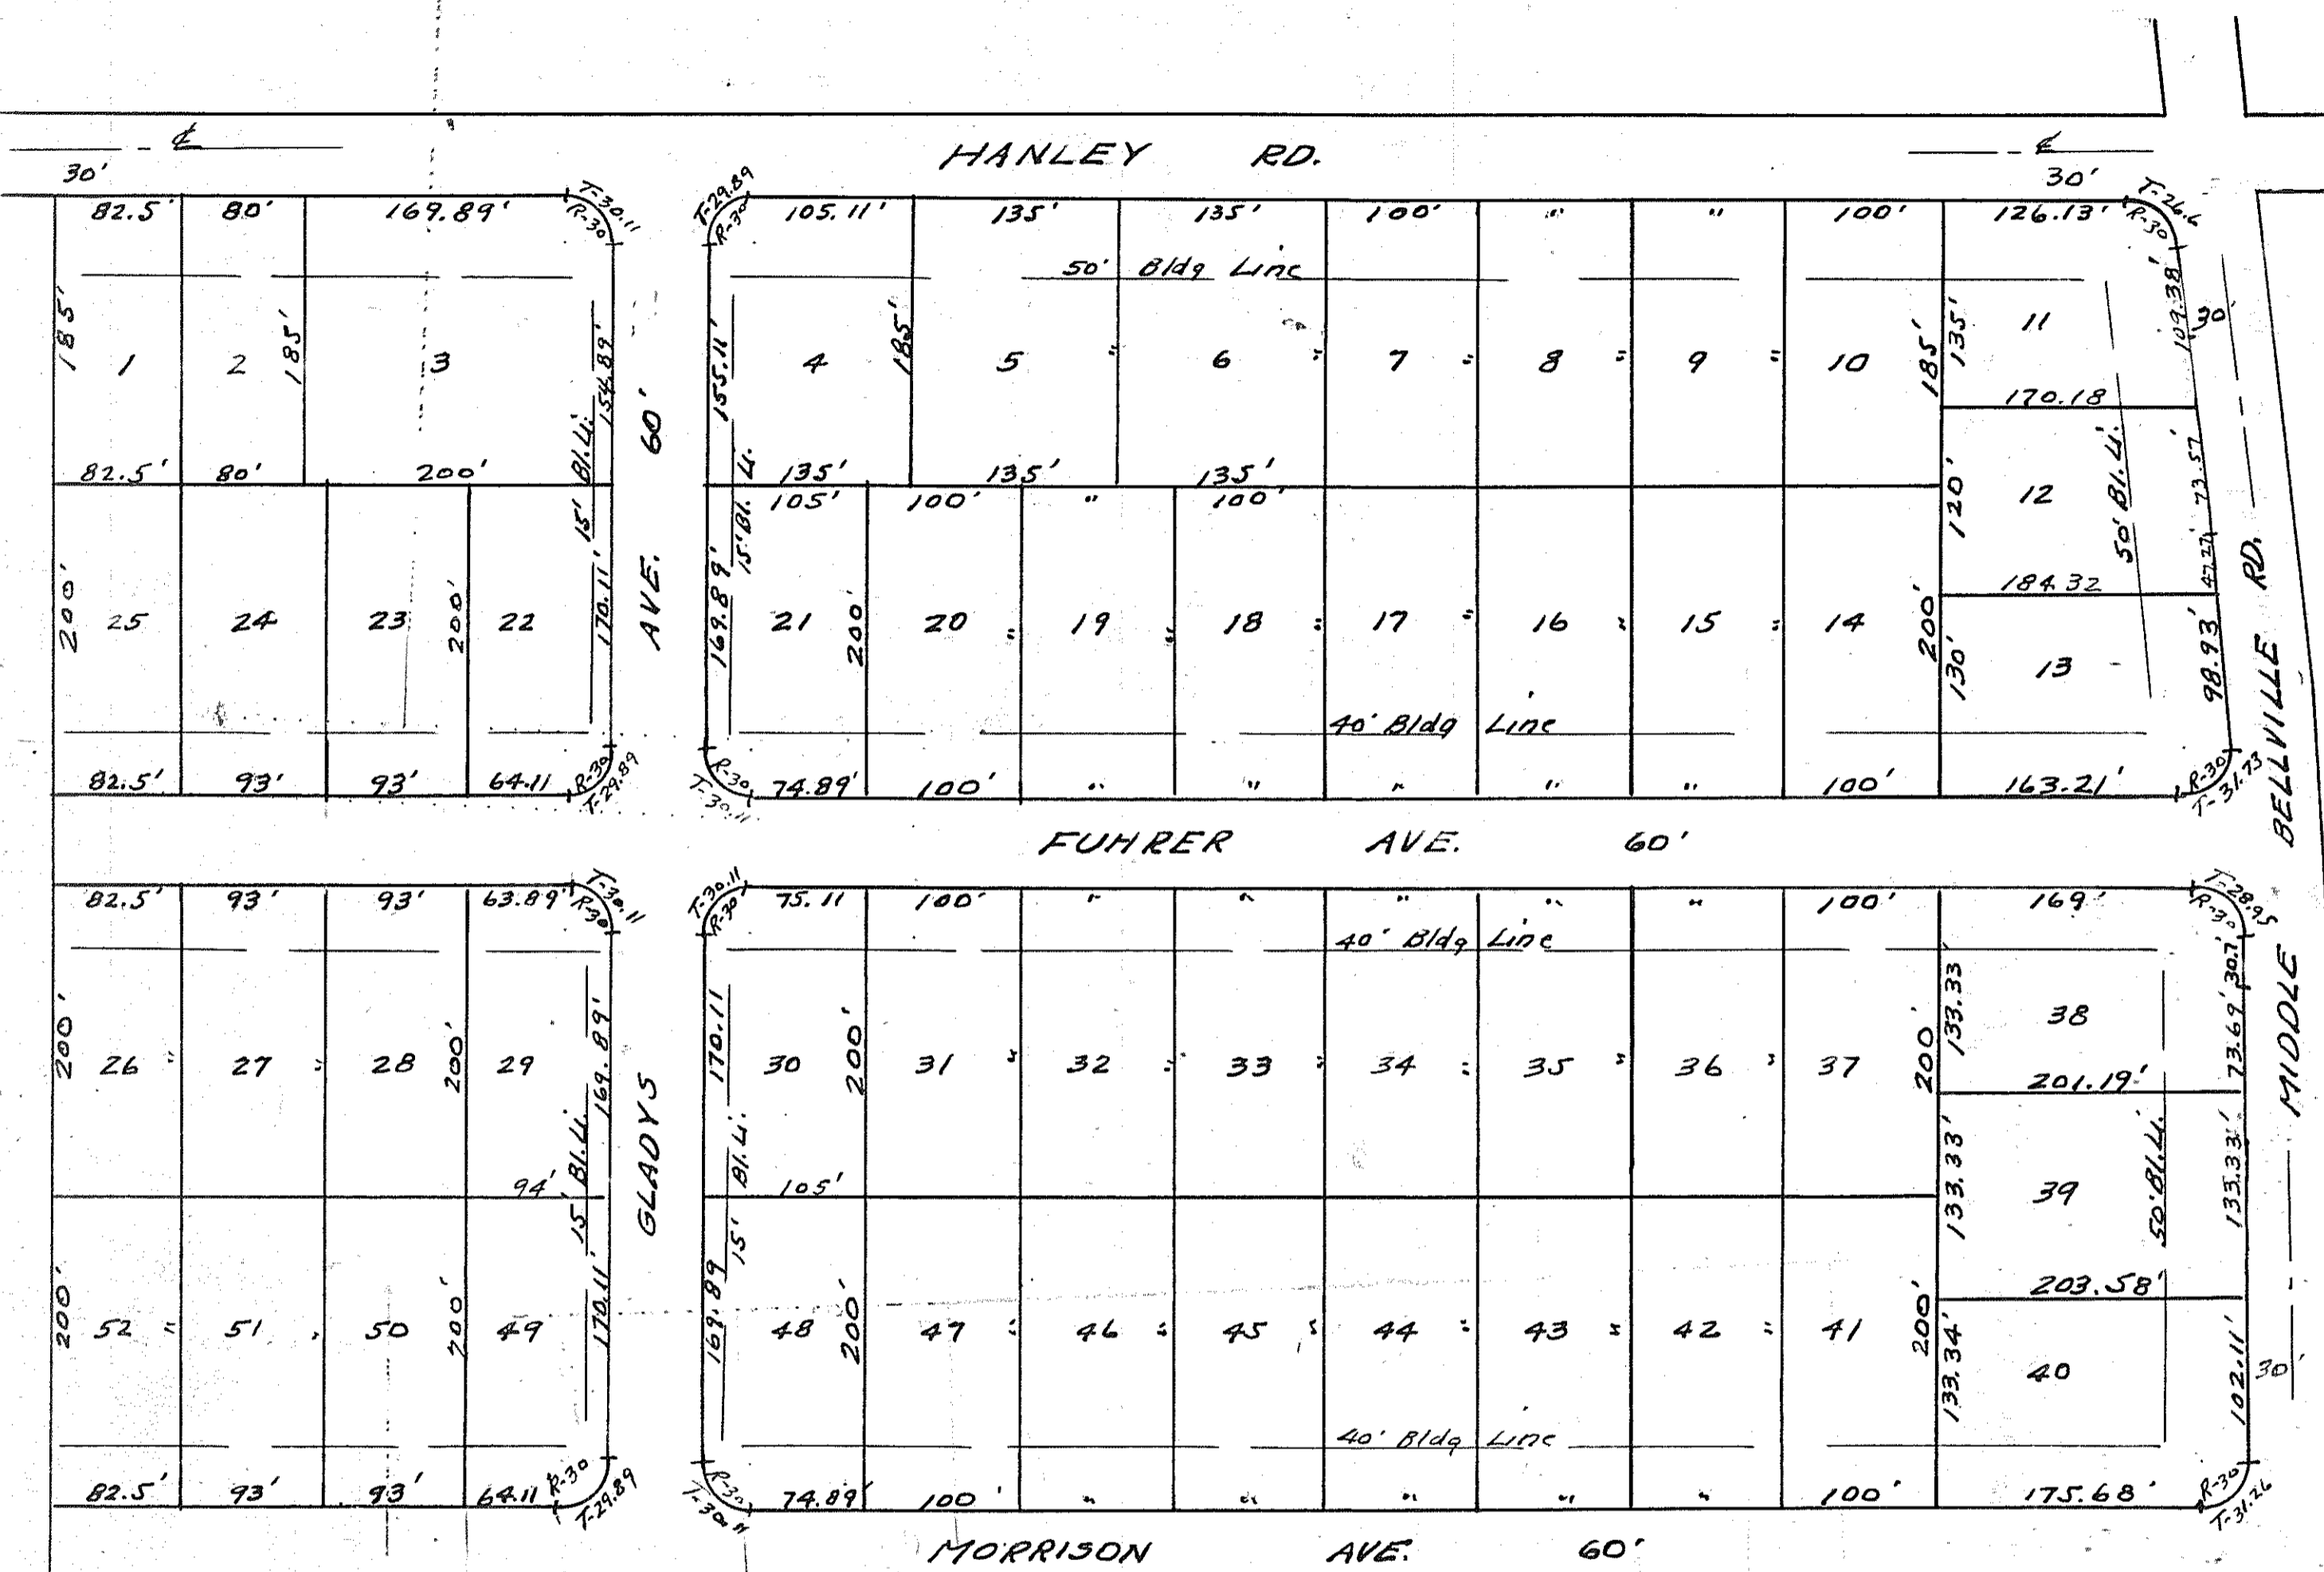 HANLEY RD.
℄
℄
30'
30'
82.5' 80' 169.89' R-30 T-30.11
T-29.89 R-30 105.11' 135' 135' 100' " " 100' 126.13' R-30 T-26.6
50' Bldg Line
185' 1 2 185' 3 154.89'
15' Bl.Li.
155.11' 4 185' 5 " 6 " 7 " 8 " 9 " 10 185'
135' 11 109.38' 30'
170.18
82.5' 80' 200'
135' 135' 135'
15' Bl. Li.
105' 100' " 100'
120' 12 50' Bl.Li. 73.57' 47.27'
184.32
200' 25 24 23 200' 22 170.11'
169.89' 21 200' 20 " 19 " 18 " 17 " 16 " 15 " 14 200'
130' 13 98.93'
40' Bldg Line
82.5' 93' 93' 64.11 R-30 T-29.89
R-30 T-30.11 74.89' 100' " " " " " 100' 163.21' R-30 T-31.73
FUHRER AVE. 60'
82.5' 93' 93' 63.89' R-30 T-30.11
T-30.11 R-30 75.11 100' " " " " " 100' 169' R-30 T-28.95
40' Bldg Line
200' 26 " 27 " 28 200' 29 169.89'
170.11 30 200' 31 " 32 " 33 " 34 " 35 " 36 " 37 200'
133.33' 38 73.69' 30.7'
201.19'
94' 15' Bl.Li.
105' 15' Bl.Li.
133.33' 39 50' Bl.Li. 133.33'
203.58'
200' 52 " 51 " 50 200' 49 170.11'
169.89 48 200' 47 " 46 " 45 " 44 " 43 " 42 " 41 200'
133.34' 40 102.11' 30'
40' Bldg Line
82.5' 93' 93' 64.11 R-30 T-29.89
R-30 T-30.11 74.89' 100' " " " " " 100' 175.68' R-30 T-31.26
MORRISON AVE. 60'
GLADYS AVE. 60'
MIDDLE BELLVILLE RD.